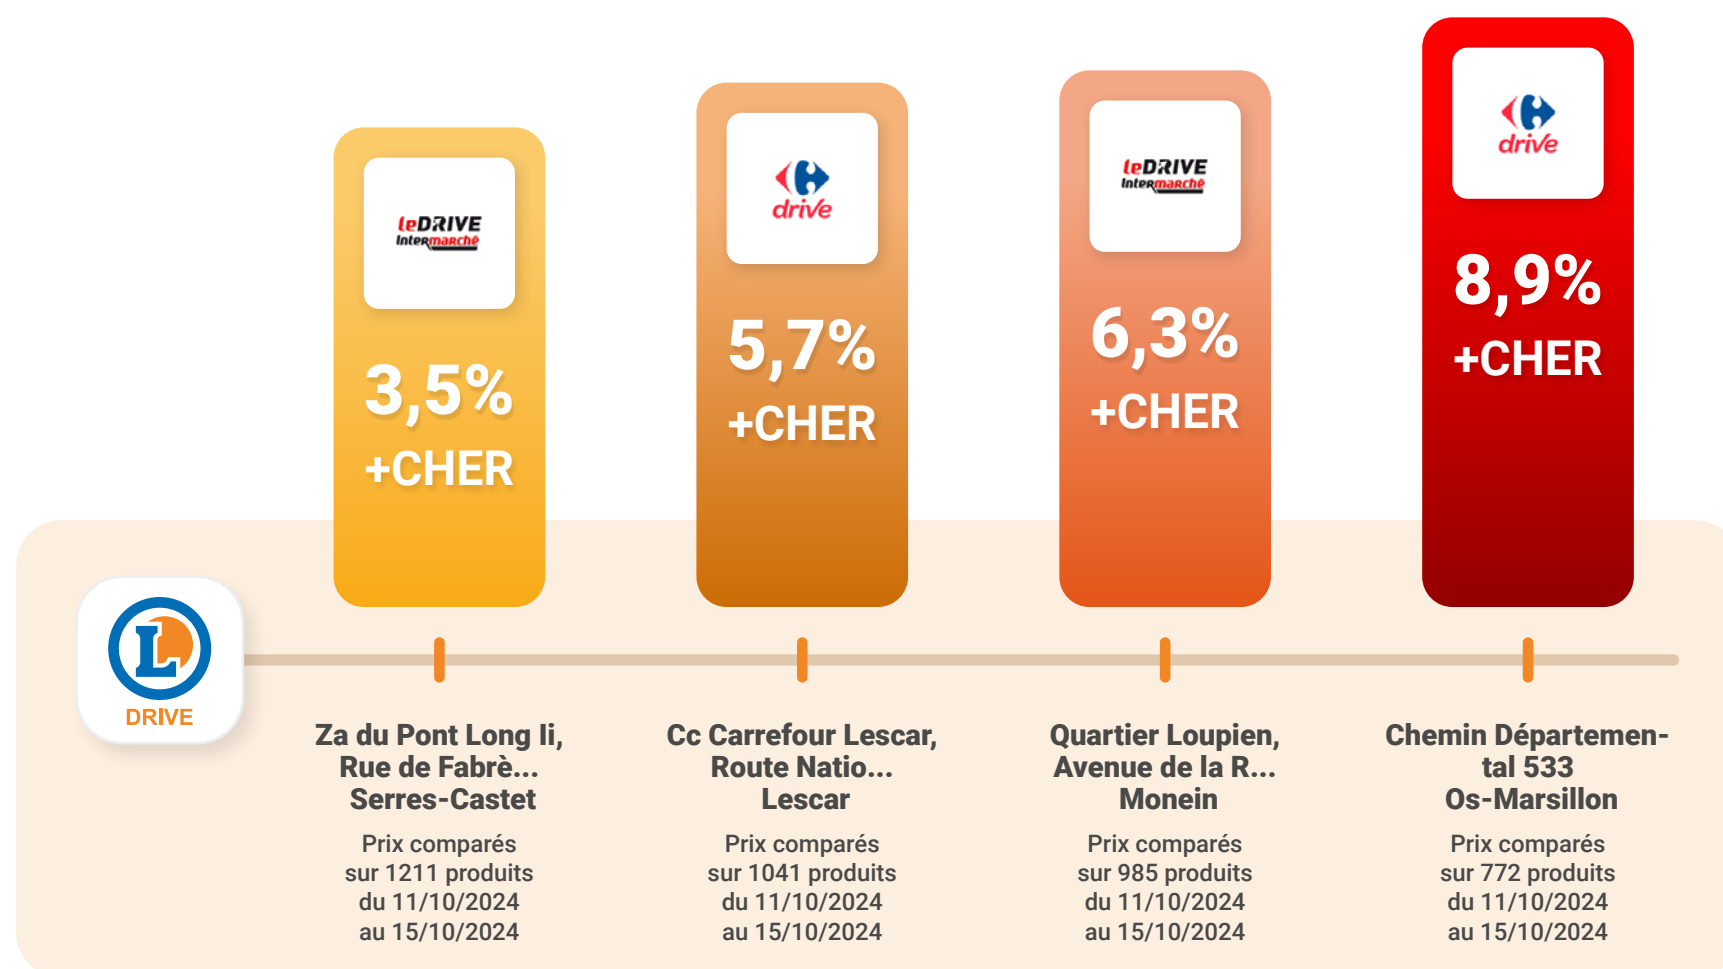 leDRIVE
Intermarché
3,5%
+CHER
drive
5,7%
+CHER
leDRIVE
Intermarché
6,3%
+CHER
drive
8,9%
+CHER
L
DRIVE
Za du Pont Long Ii,
Rue de Fabrè...
Serres-Castet
Prix comparés
sur 1211 produits
du 11/10/2024
au 15/10/2024
Cc Carrefour Lescar,
Route Natio...
Lescar
Prix comparés
sur 1041 produits
du 11/10/2024
au 15/10/2024
Quartier Loupien,
Avenue de la R...
Monein
Prix comparés
sur 985 produits
du 11/10/2024
au 15/10/2024
Chemin Départemen-
tal 533
Os-Marsillon
Prix comparés
sur 772 produits
du 11/10/2024
au 15/10/2024